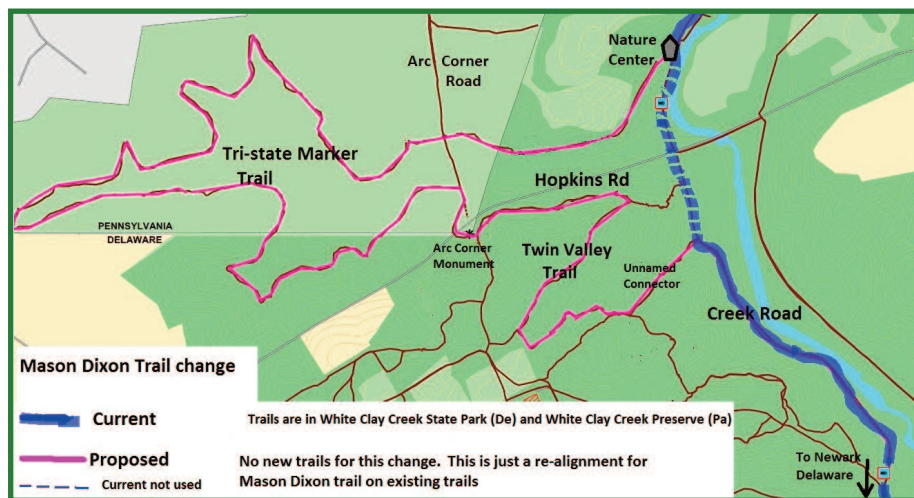 Nature
Center
Arc Corner
Road
Tri-state Marker
Trail
Hopkins Rd
PENNSYLVANIA
DELAWARE
Arc Corner
Monument
Twin Valley
Trail
Unnamed
Connector
Creek Road
Mason Dixon Trail change
Current
Trails are in White Clay Creek State Park (De) and White Clay Creek Preserve (Pa)
Proposed
No new trails for this change. This is just a re-alignment for
Mason Dixon trail on existing trails
Current not used
To Newark
Delaware